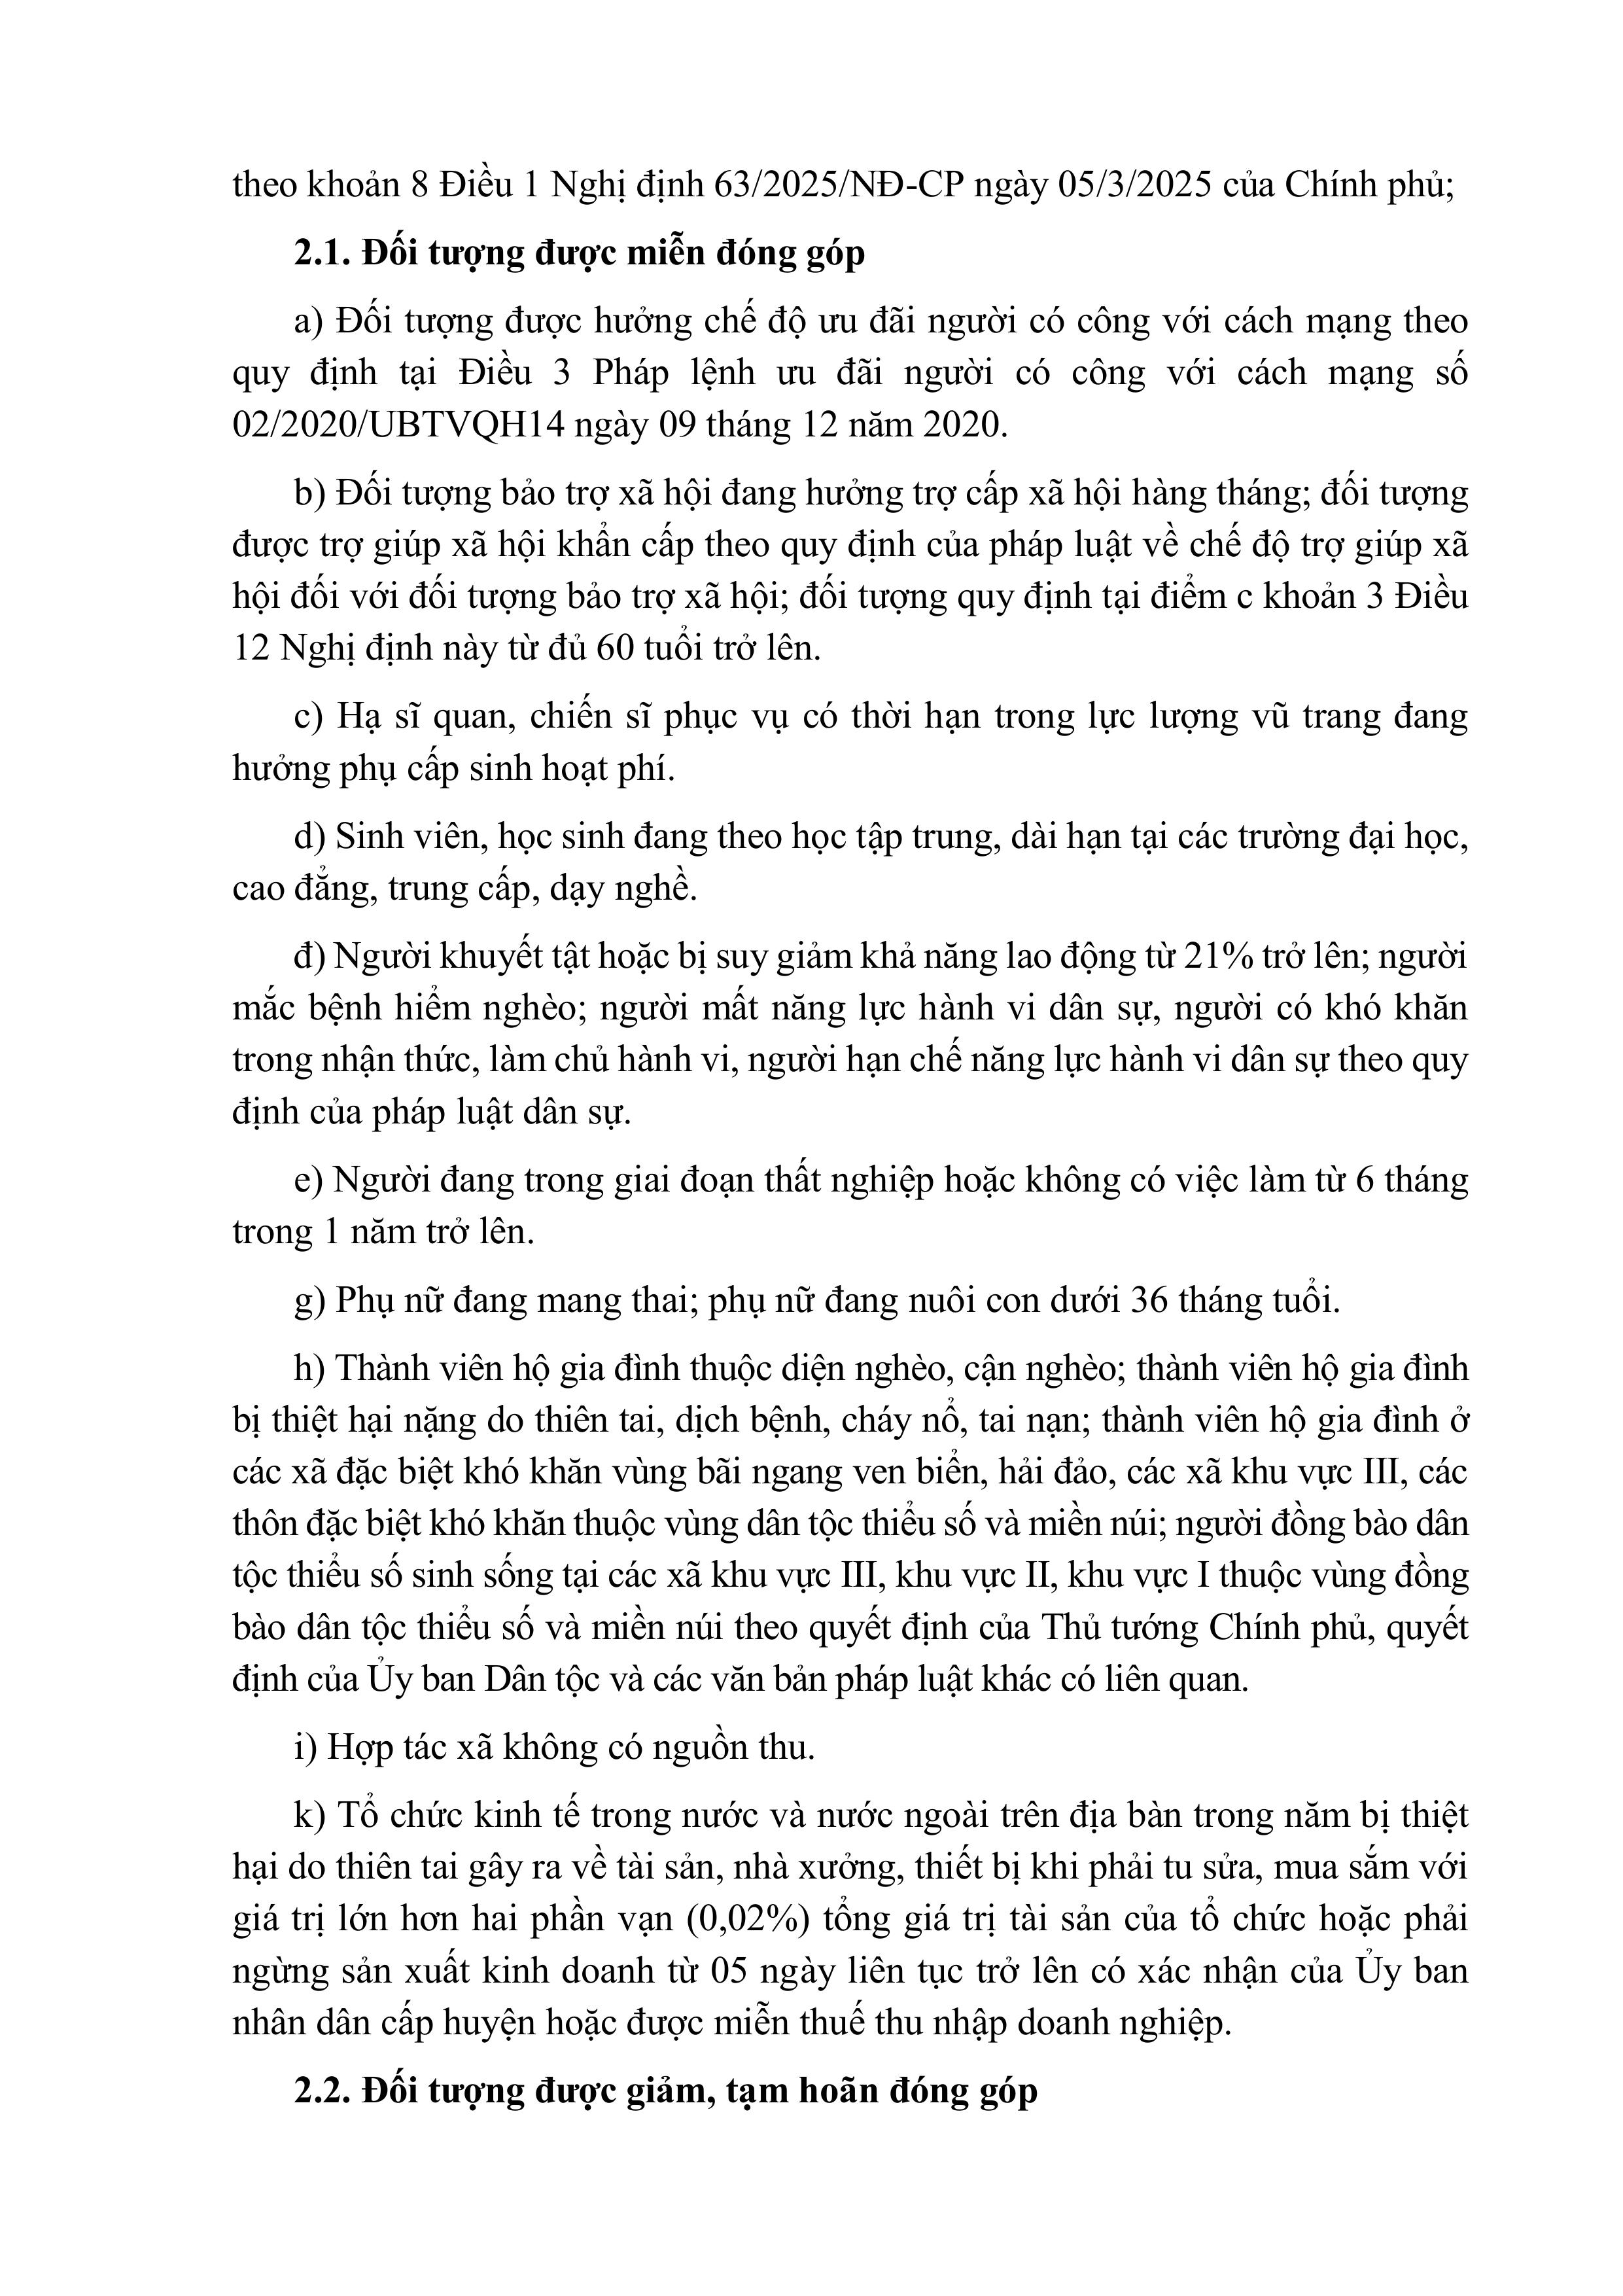 theo khoản 8 Điều 1 Nghị định 63/2025/NĐ-CP ngày 05/3/2025 của Chính phủ;
2.1. Đối tượng được miễn đóng góp
a) Đối tượng được hưởng chế độ ưu đãi người có công với cách mạng theo
quy định tại Điều 3 Pháp lệnh ưu đãi người có công với cách mạng số
02/2020/UBTVQH14 ngày 09 tháng 12 năm 2020.
b) Đối tượng bảo trợ xã hội đang hưởng trợ cấp xã hội hàng tháng; đối tượng
được trợ giúp xã hội khẩn cấp theo quy định của pháp luật về chế độ trợ giúp xã
hội đối với đối tượng bảo trợ xã hội; đối tượng quy định tại điểm c khoản 3 Điều
12 Nghị định này từ đủ 60 tuổi trở lên.
c) Hạ sĩ quan, chiến sĩ phục vụ có thời hạn trong lực lượng vũ trang đang
hưởng phụ cấp sinh hoạt phí.
d) Sinh viên, học sinh đang theo học tập trung, dài hạn tại các trường đại học,
cao đẳng, trung cấp, dạy nghề.
đ) Người khuyết tật hoặc bị suy giảm khả năng lao động từ 21% trở lên; người
mắc bệnh hiểm nghèo; người mất năng lực hành vi dân sự, người có khó khăn
trong nhận thức, làm chủ hành vi, người hạn chế năng lực hành vi dân sự theo quy
định của pháp luật dân sự.
e) Người đang trong giai đoạn thất nghiệp hoặc không có việc làm từ 6 tháng
trong 1 năm trở lên.
g) Phụ nữ đang mang thai; phụ nữ đang nuôi con dưới 36 tháng tuổi.
h) Thành viên hộ gia đình thuộc diện nghèo, cận nghèo; thành viên hộ gia đình
bị thiệt hại nặng do thiên tai, dịch bệnh, cháy nổ, tai nạn; thành viên hộ gia đình ở
các xã đặc biệt khó khăn vùng bãi ngang ven biển, hải đảo, các xã khu vực III, các
thôn đặc biệt khó khăn thuộc vùng dân tộc thiểu số và miền núi; người đồng bào dân
tộc thiểu số sinh sống tại các xã khu vực III, khu vực II, khu vực I thuộc vùng đồng
bào dân tộc thiểu số và miền núi theo quyết định của Thủ tướng Chính phủ, quyết
định của Ủy ban Dân tộc và các văn bản pháp luật khác có liên quan.
i) Hợp tác xã không có nguồn thu.
k) Tổ chức kinh tế trong nước và nước ngoài trên địa bàn trong năm bị thiệt
hại do thiên tai gây ra về tài sản, nhà xưởng, thiết bị khi phải tu sửa, mua sắm với
giá trị lớn hơn hai phần vạn (0,02%) tổng giá trị tài sản của tổ chức hoặc phải
ngừng sản xuất kinh doanh từ 05 ngày liên tục trở lên có xác nhận của Ủy ban
nhân dân cấp huyện hoặc được miễn thuế thu nhập doanh nghiệp.
2.2. Đối tượng được giảm, tạm hoãn đóng góp